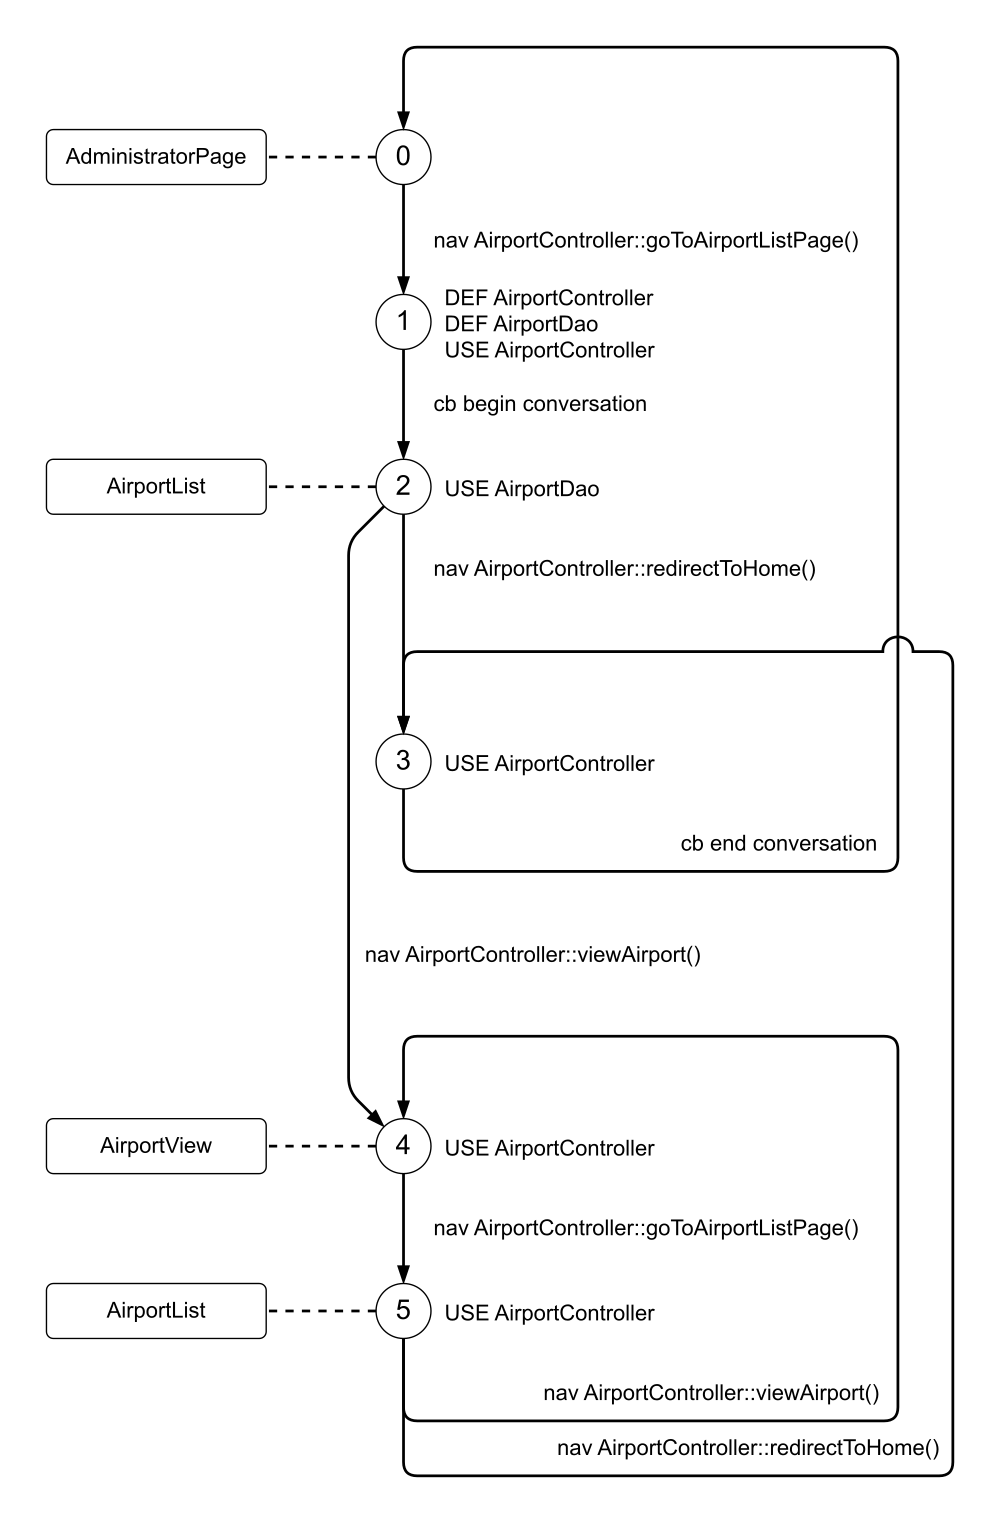 AdministratorPage
0
nav AirportController::goToAirportListPage()
1
DEF AirportController
DEF AirportDao
USE AirportController
cb begin conversation
AirportList
2
USE AirportDao
nav AirportController::redirectToHome()
3
USE AirportController
cb end conversation
nav AirportController::viewAirport()
AirportView
4
USE AirportController
nav AirportController::goToAirportListPage()
AirportList
5
USE AirportController
nav AirportController::viewAirport()
nav AirportController::redirectToHome()